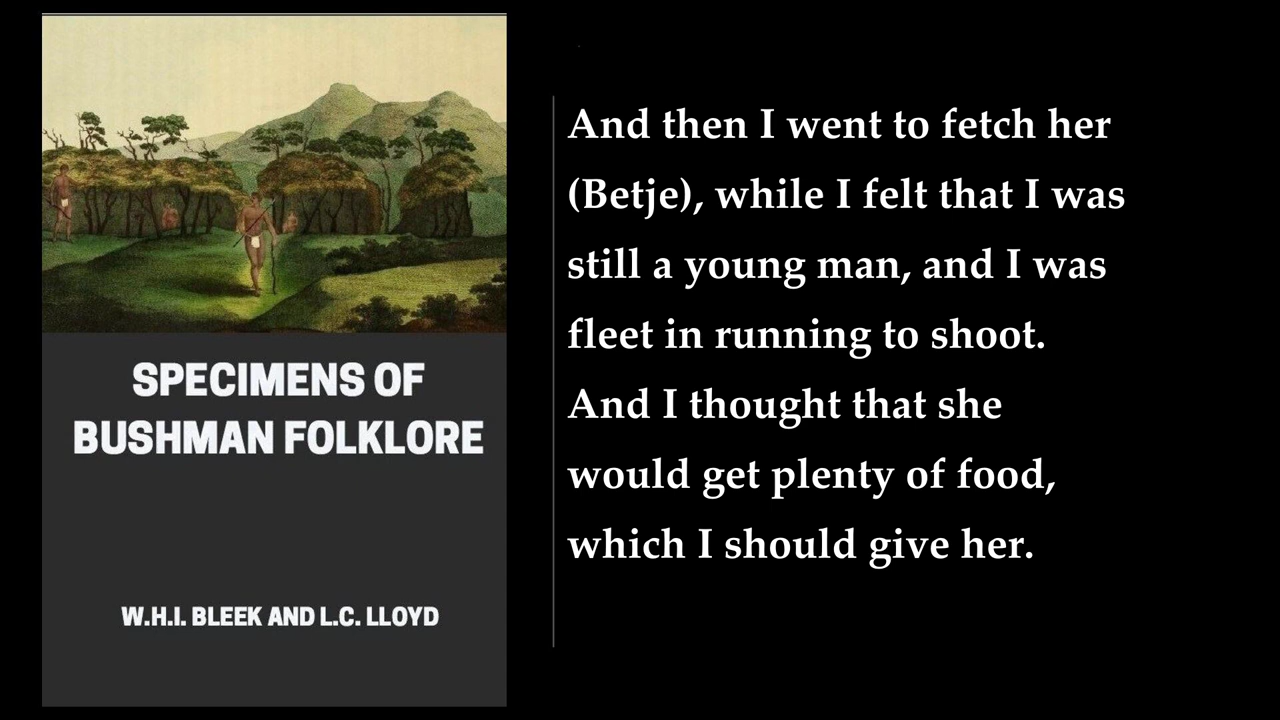 SPECIMENS OF
BUSHMAN FOLKLORE
W.H.I. BLEEK AND L.C. LLOYD
And then I went to fetch her
(Betje), while I felt that I was
still a young man, and I was
fleet in running to shoot.
And I thought that she
would get plenty of food,
which I should give her.